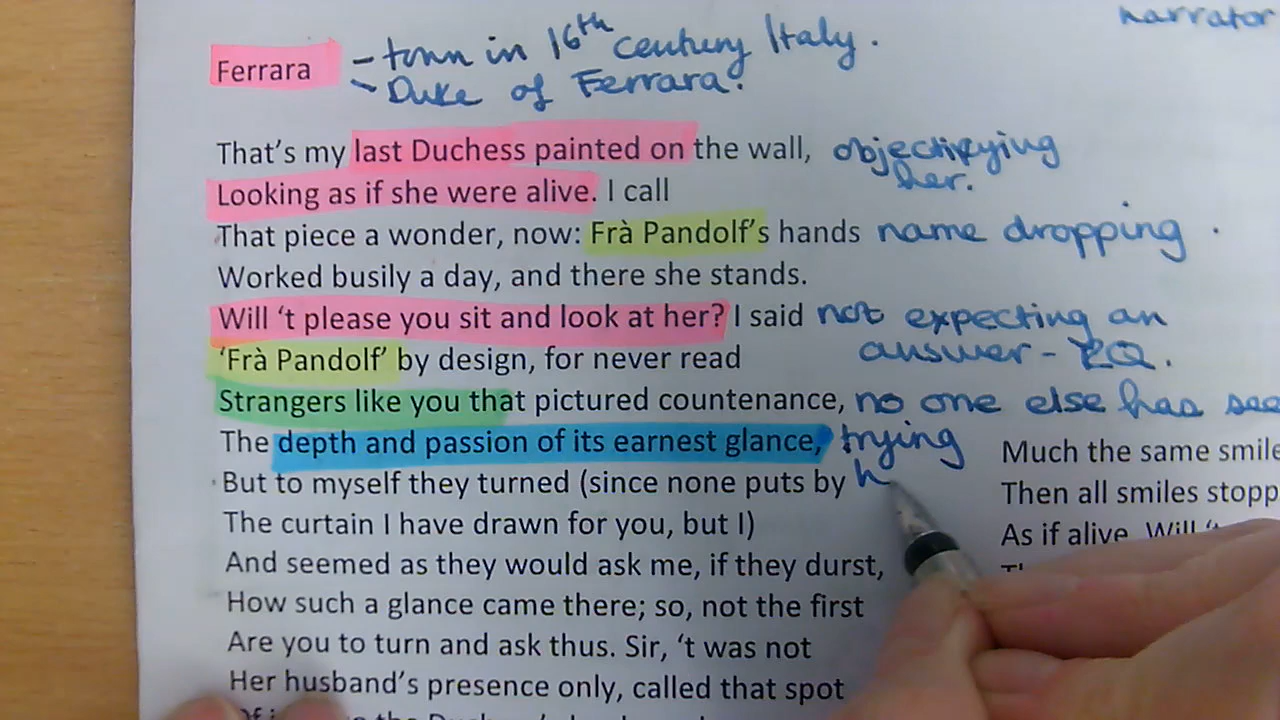 narrator
Ferrara – town in 16th century Italy.
– Duke of Ferrara.
That's my last Duchess painted on the wall, objectifying
Looking as if she were alive. I call her.
That piece a wonder, now: Frà Pandolf's hands name dropping.
Worked busily a day, and there she stands.
Will 't please you sit and look at her? I said not expecting an
'Frà Pandolf' by design, for never read answer - RQ.
Strangers like you that pictured countenance, no one else has see
The depth and passion of its earnest glance, trying
But to myself they turned (since none puts by
The curtain I have drawn for you, but I)
And seemed as they would ask me, if they durst,
How such a glance came there; so, not the first
Are you to turn and ask thus. Sir, 't was not
Her husband's presence only, called that spot
Much the same smile
Then all smiles stopp
As if alive. Will 't